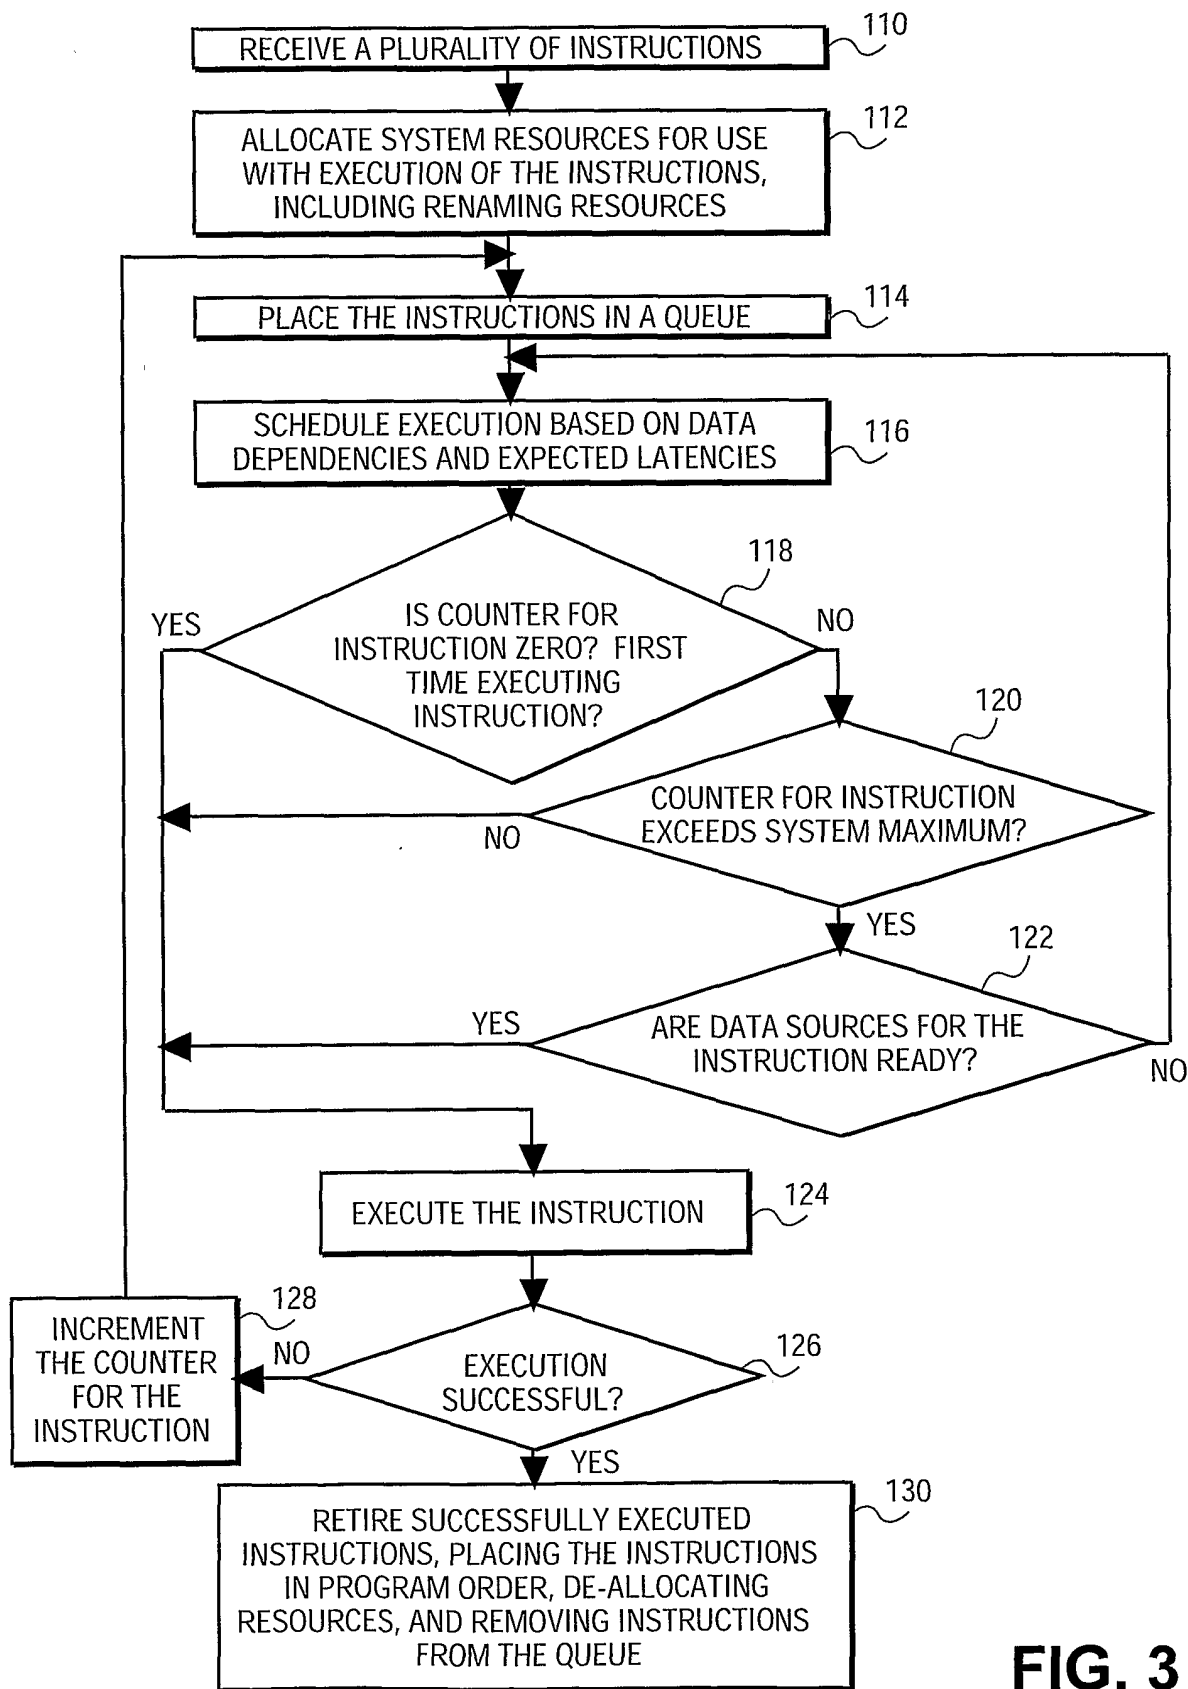 RECEIVE A PLURALITY OF INSTRUCTIONS
110
ALLOCATE SYSTEM RESOURCES FOR USE
WITH EXECUTION OF THE INSTRUCTIONS,
INCLUDING RENAMING RESOURCES
112
PLACE THE INSTRUCTIONS IN A QUEUE
114
SCHEDULE EXECUTION BASED ON DATA
DEPENDENCIES AND EXPECTED LATENCIES
116
118
YES
IS COUNTER FOR
INSTRUCTION ZERO? FIRST
TIME EXECUTING
INSTRUCTION?
NO
120
COUNTER FOR INSTRUCTION
EXCEEDS SYSTEM MAXIMUM?
NO
YES
122
YES
ARE DATA SOURCES FOR THE
INSTRUCTION READY?
NO
EXECUTE THE INSTRUCTION
124
128
INCREMENT
THE COUNTER
FOR THE
INSTRUCTION
NO
EXECUTION
SUCCESSFUL?
126
YES
RETIRE SUCCESSFULLY EXECUTED
INSTRUCTIONS, PLACING THE INSTRUCTIONS
IN PROGRAM ORDER, DE-ALLOCATING
RESOURCES, AND REMOVING INSTRUCTIONS
FROM THE QUEUE
130
FIG. 3